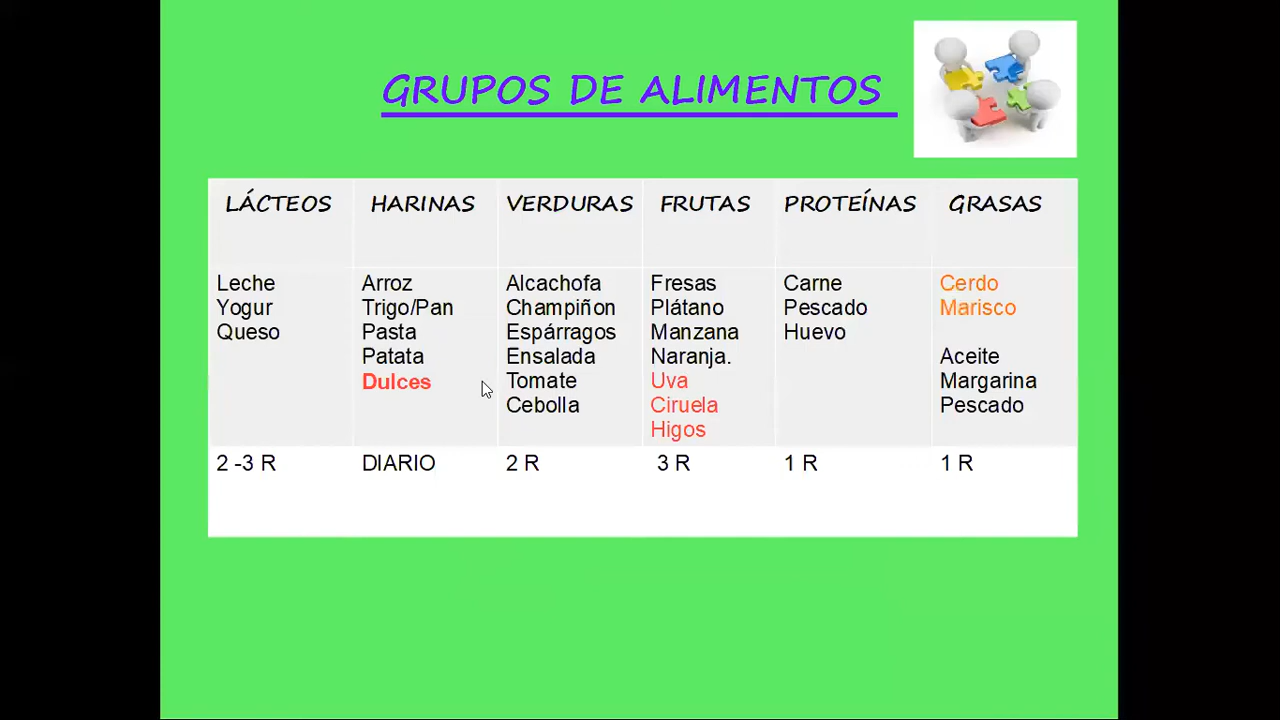 GRUPOS DE ALIMENTOS
LÁCTEOS HARINAS VERDURAS FRUTAS PROTEÍNAS GRASAS
Leche Arroz Alcachofa Fresas Carne Cerdo
Yogur Trigo/Pan Champiñon Plátano Pescado Marisco
Queso Pasta Espárragos Manzana Huevo
Patata Ensalada Naranja. Aceite
Dulces Tomate Uva Margarina
Cebolla Ciruela Pescado
Higos
2 -3 R DIARIO 2 R 3 R 1 R 1 R